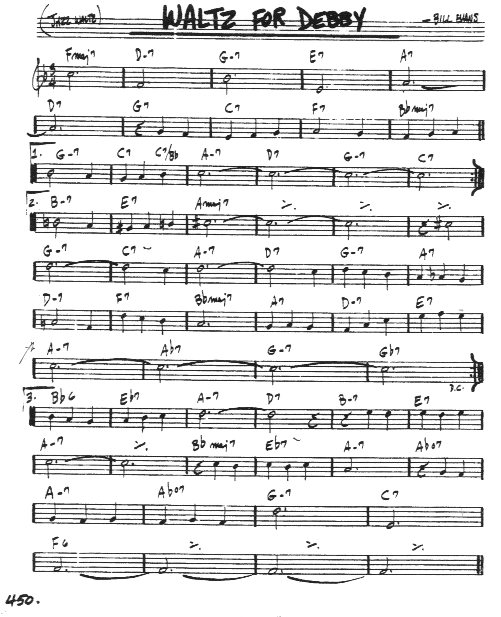 (JAZZ WALTZ) WALTZ FOR DEBBY - BILL EVANS
Fmaj7 D-7 G-7 E7 A7
D7 G7 C7 F7 Bbmaj7
1. G-7 C7 C7/Bb A-7 D7 G-7 C7
2. B-7 E7 Amaj7
G-7 C7 A-7 D7 G-7 A7
D-7 F7 Bbmaj7 A7 D-7 E7
A-7 Ab7 G-7 Gb7
D.C.
3. Bb6 Eb7 A-7 D7 B-7 E7
A-7 Bbmaj7 Eb7 A-7 Abo7
A-7 Abo7 G-7 C7
F6
450.